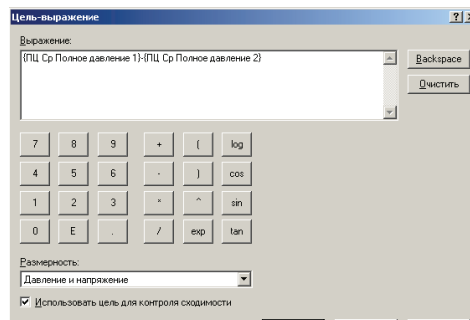 Цель-выражение
Выражение:
{ПЦ Ср Полное давление 1}-{ПЦ Ср Полное давление 2}
Backspace
Очистить
7 8 9 + ( log
4 5 6 - ) cos
1 2 3 * ^ sin
0 E . / exp tan
Размерность:
Давление и напряжение
Использовать цель для контроля сходимости